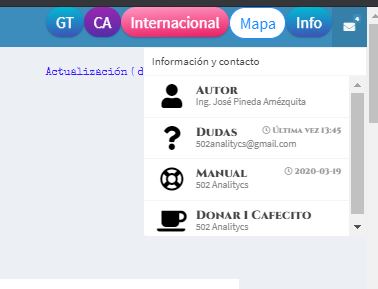 GT CA Internacional Mapa Info 4
Información y contacto
Actualización ( d
Autor
Ing. José Pineda Amézquita
Dudas Última vez 13:45
502analitycs@gmail.com
Manual 2020-03-19
502 Analitycs
Donar 1 Cafecito
502 Analitycs